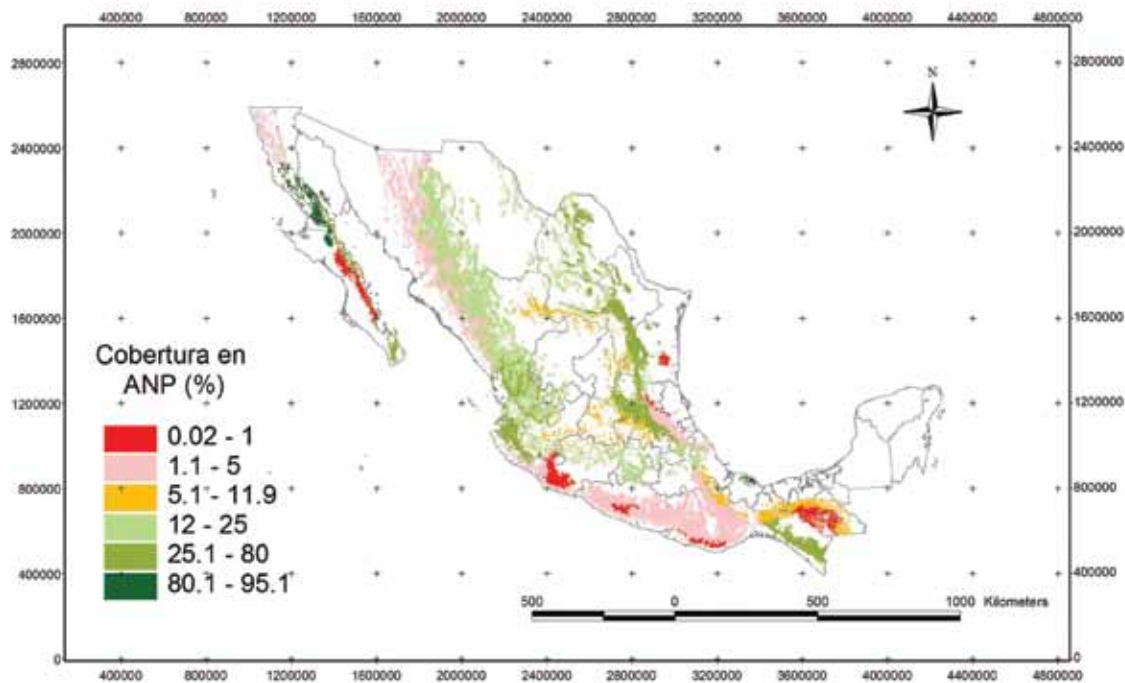 400000 800000 1200000 1600000 2000000 2400000 2800000 3200000 3600000 4000000 4400000 4800000
N
2800000 2800000
2400000 2400000
2000000 2000000
1600000 1600000
Cobertura en
ANP (%)
1200000 1200000
0.02 - 1
1.1 - 5
5.1 - 11.9
12 - 25
25.1 - 80
80.1 - 95.1
800000 800000
400000 400000
500 0 500 1000 Kilometers
0 0
400000 800000 1200000 1600000 2000000 2400000 2800000 3200000 3600000 4000000 4400000 4800000